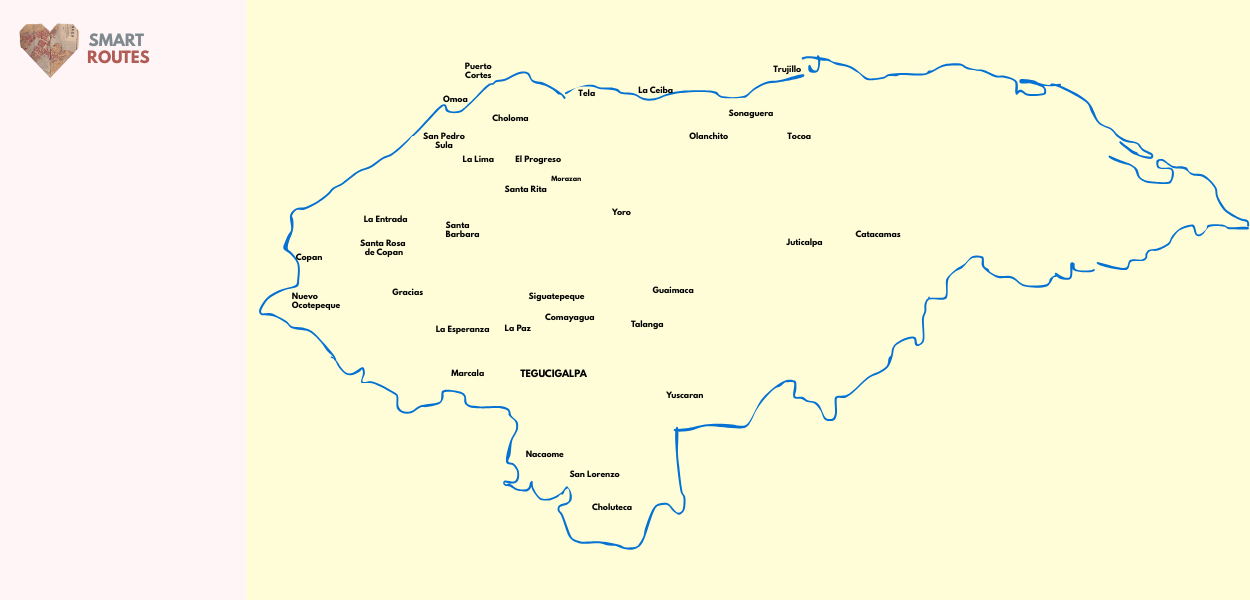 SMART
ROUTES
Puerto
Cortes
Trujillo
Omoa
Tela
La Ceiba
Choloma
Sonaguera
San Pedro
Sula
Olanchito
Tocoa
La Lima
El Progreso
Morazan
Santa Rita
Yoro
La Entrada
Santa
Barbara
Santa Rosa
de Copan
Juticalpa
Catacamas
Copan
Nuevo
Ocotepeque
Gracias
Siguatepeque
Guaimaca
Comayagua
La Esperanza
La Paz
Talanga
Marcala
TEGUCIGALPA
Yuscaran
Nacaome
San Lorenzo
Choluteca